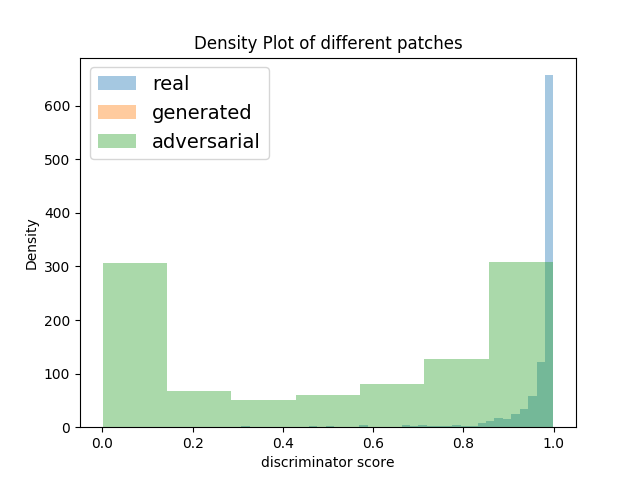 Density Plot of different patches
real
generated
adversarial
600
500
400
300
200
100
0
Density
0.0 0.2 0.4 0.6 0.8 1.0
discriminator score